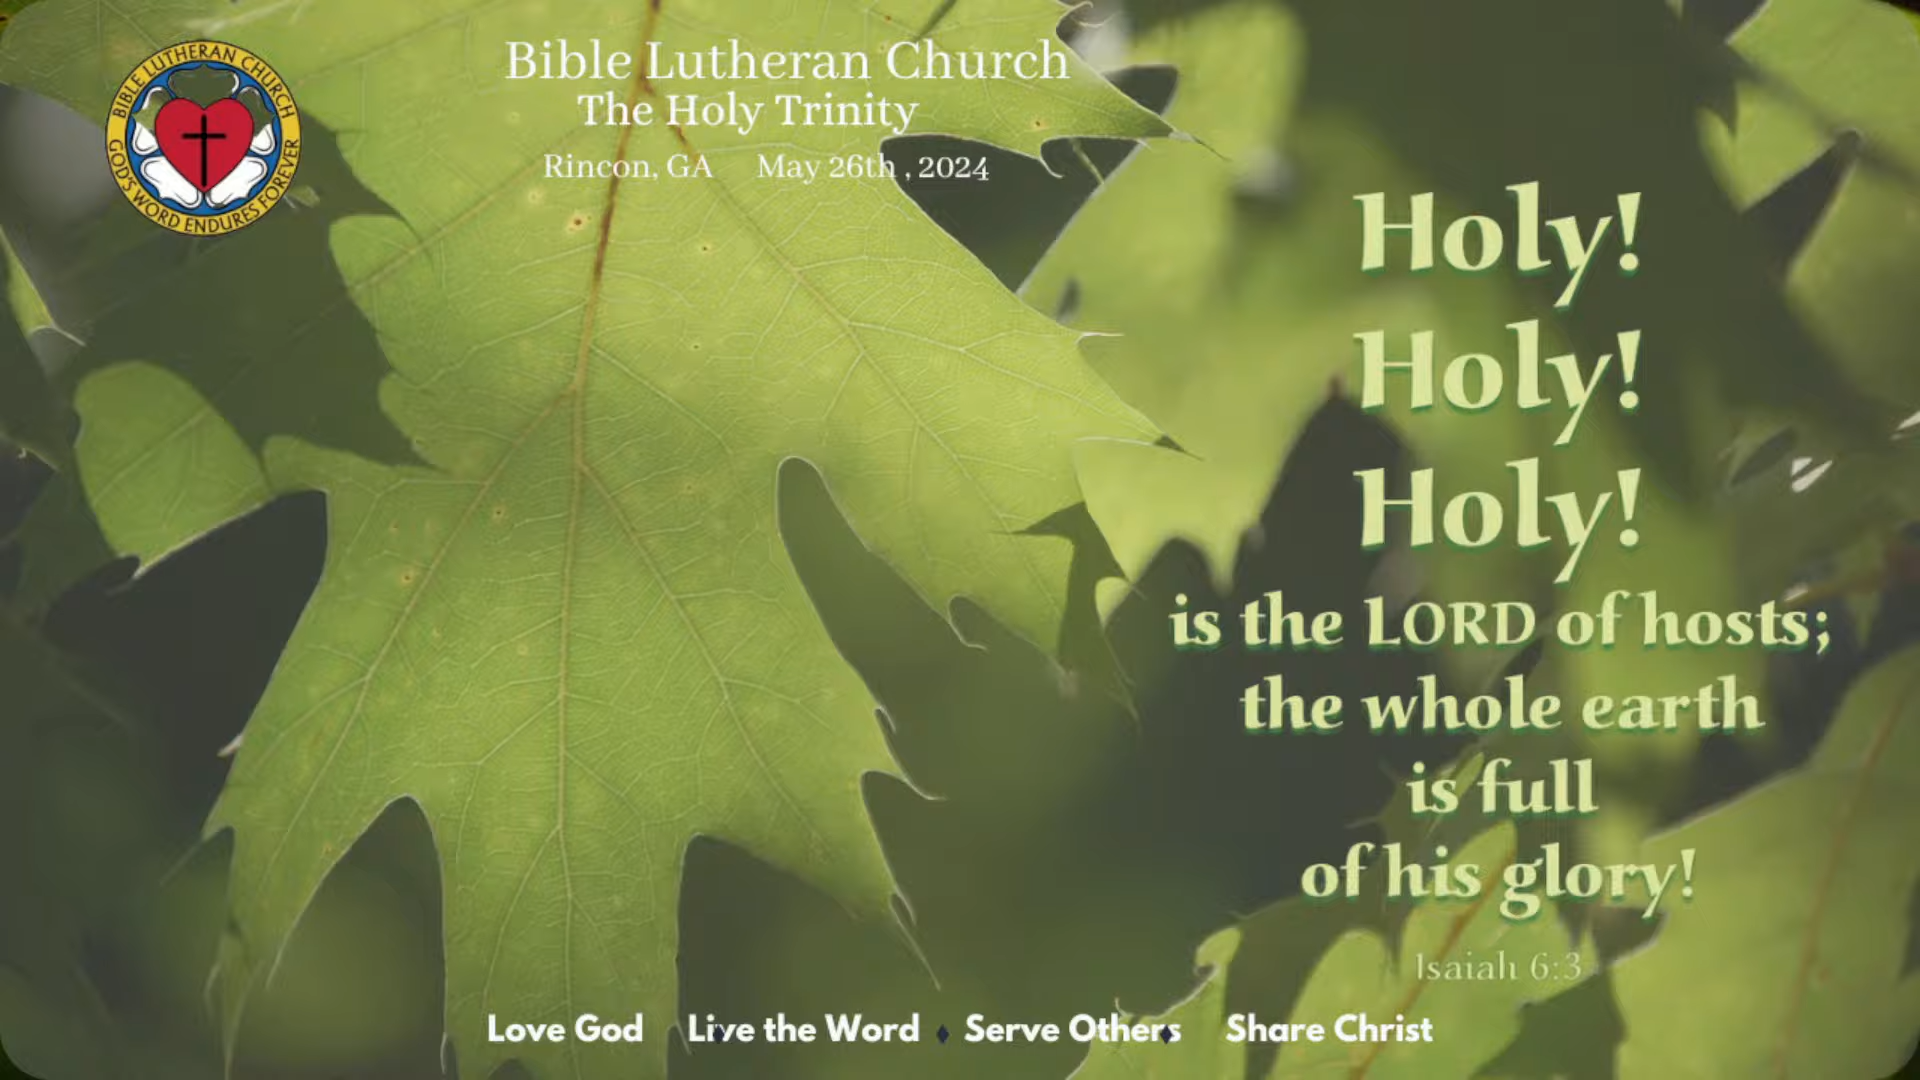 BIBLE LUTHERAN CHURCH
GOD'S WORD ENDURES FOREVER
Bible Lutheran Church
The Holy Trinity
Rincon, GA May 26th , 2024
Holy!
Holy!
Holy!
is the LORD of hosts;
the whole earth
is full
of his glory!
Isaiah 6:3
Love God Live the Word Serve Others Share Christ